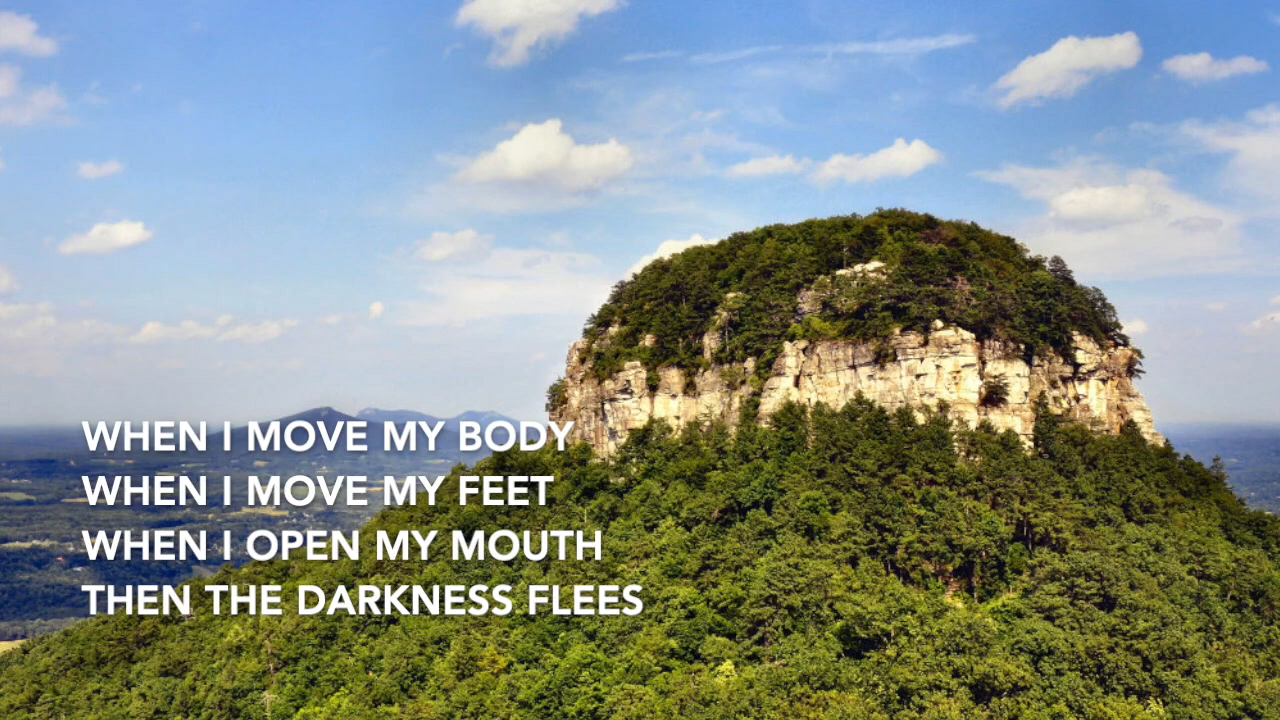 WHEN I MOVE MY BODY
WHEN I MOVE MY FEET
WHEN I OPEN MY MOUTH
THEN THE DARKNESS FLEES